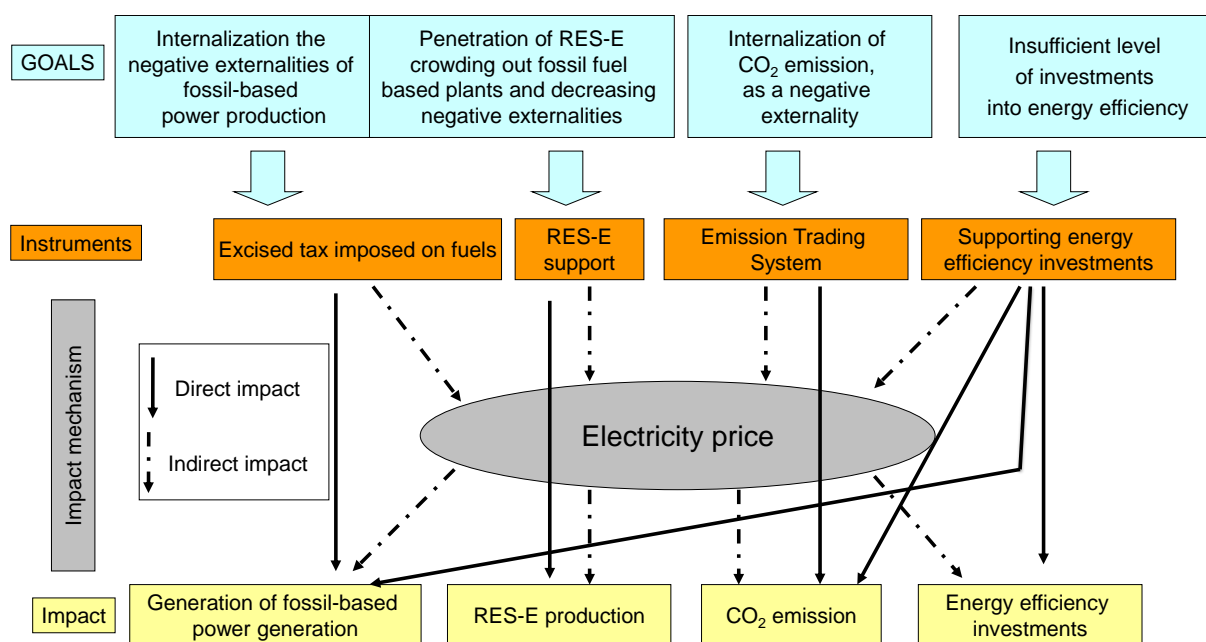 GOALS
Internalization the
negative externalities of
fossil-based
power production
Penetration of RES-E
crowding out fossil fuel
based plants and decreasing
negative externalities
Internalization of
CO₂ emission,
as a negative
externality
Insufficient level
of investments
into energy efficiency
Instruments
Excised tax imposed on fuels
RES-E
support
Emission Trading
System
Supporting energy
efficiency investments
Impact mechanism
Direct impact
Indirect impact
Electricity price
Impact
Generation of fossil-based
power generation
RES-E production
CO₂ emission
Energy efficiency
investments